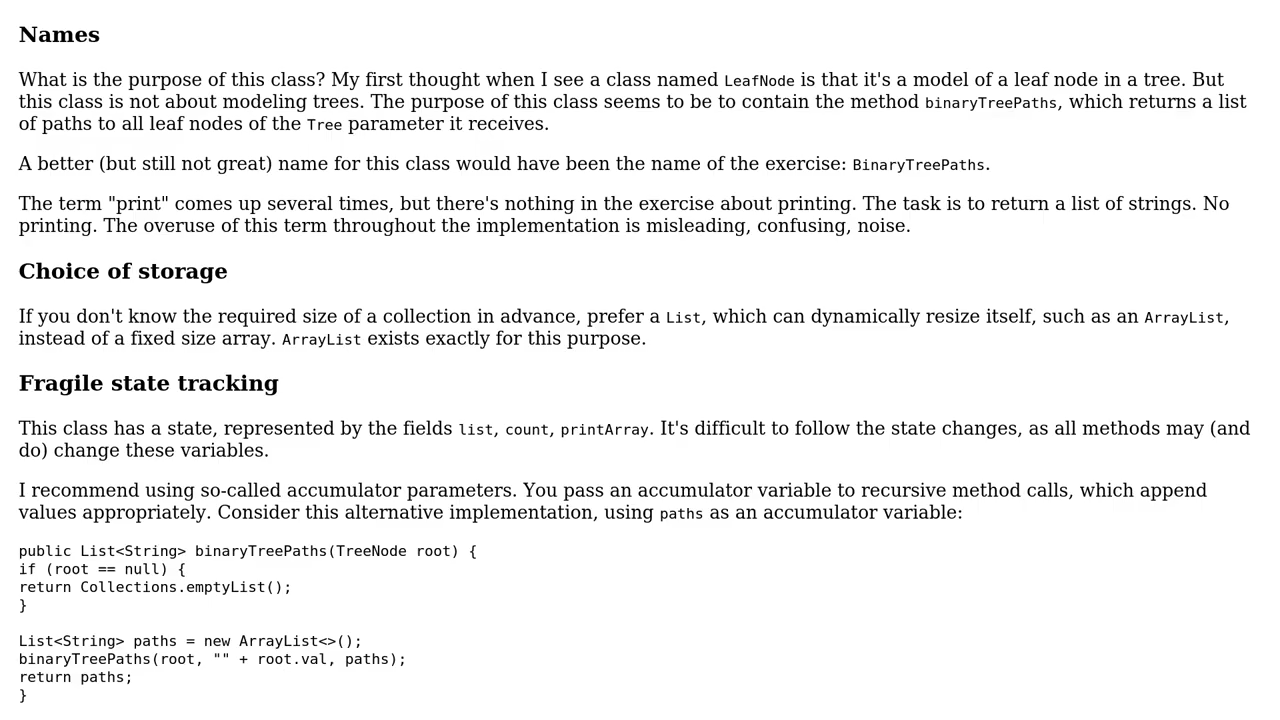 Names
What is the purpose of this class? My first thought when I see a class named LeafNode is that it's a model of a leaf node in a tree. But
this class is not about modeling trees. The purpose of this class seems to be to contain the method binaryTreePaths, which returns a list
of paths to all leaf nodes of the Tree parameter it receives.
A better (but still not great) name for this class would have been the name of the exercise: BinaryTreePaths.
The term "print" comes up several times, but there's nothing in the exercise about printing. The task is to return a list of strings. No
printing. The overuse of this term throughout the implementation is misleading, confusing, noise.
Choice of storage
If you don't know the required size of a collection in advance, prefer a List, which can dynamically resize itself, such as an ArrayList,
instead of a fixed size array. ArrayList exists exactly for this purpose.
Fragile state tracking
This class has a state, represented by the fields list, count, printArray. It's difficult to follow the state changes, as all methods may (and
do) change these variables.
I recommend using so-called accumulator parameters. You pass an accumulator variable to recursive method calls, which append
values appropriately. Consider this alternative implementation, using paths as an accumulator variable:
public List<String> binaryTreePaths(TreeNode root) {
if (root == null) {
return Collections.emptyList();
}
List<String> paths = new ArrayList<>();
binaryTreePaths(root, "" + root.val, paths);
return paths;
}